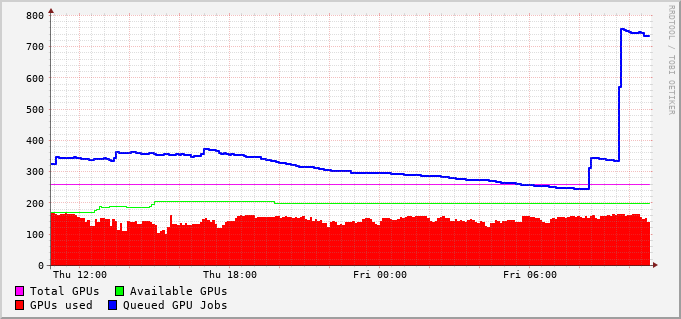 800
700
600
500
400
300
200
100
0
Thu 12:00 Thu 18:00 Fri 00:00 Fri 06:00
Total GPUs Available GPUs
GPUs used Queued GPU Jobs
RRDTOOL / TOBI OETIKER